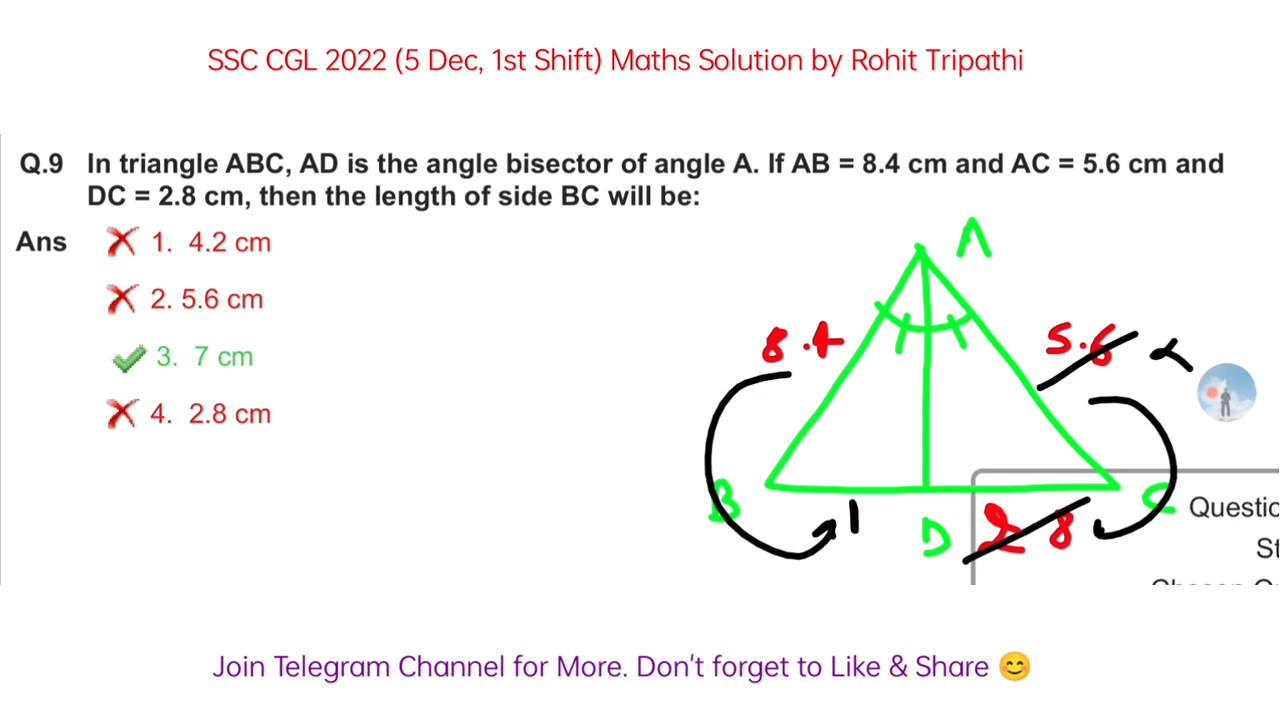 SSC CGL 2022 (5 Dec, 1st Shift) Maths Solution by Rohit Tripathi
Q.9 In triangle ABC, AD is the angle bisector of angle A. If AB = 8.4 cm and AC = 5.6 cm and
DC = 2.8 cm, then the length of side BC will be:
Ans 1. 4.2 cm
2. 5.6 cm
3. 7 cm
4. 2.8 cm
A
8.4
5.6
B
1
D
2 8
C
Questio
St
Join Telegram Channel for More. Don't forget to Like & Share 😊